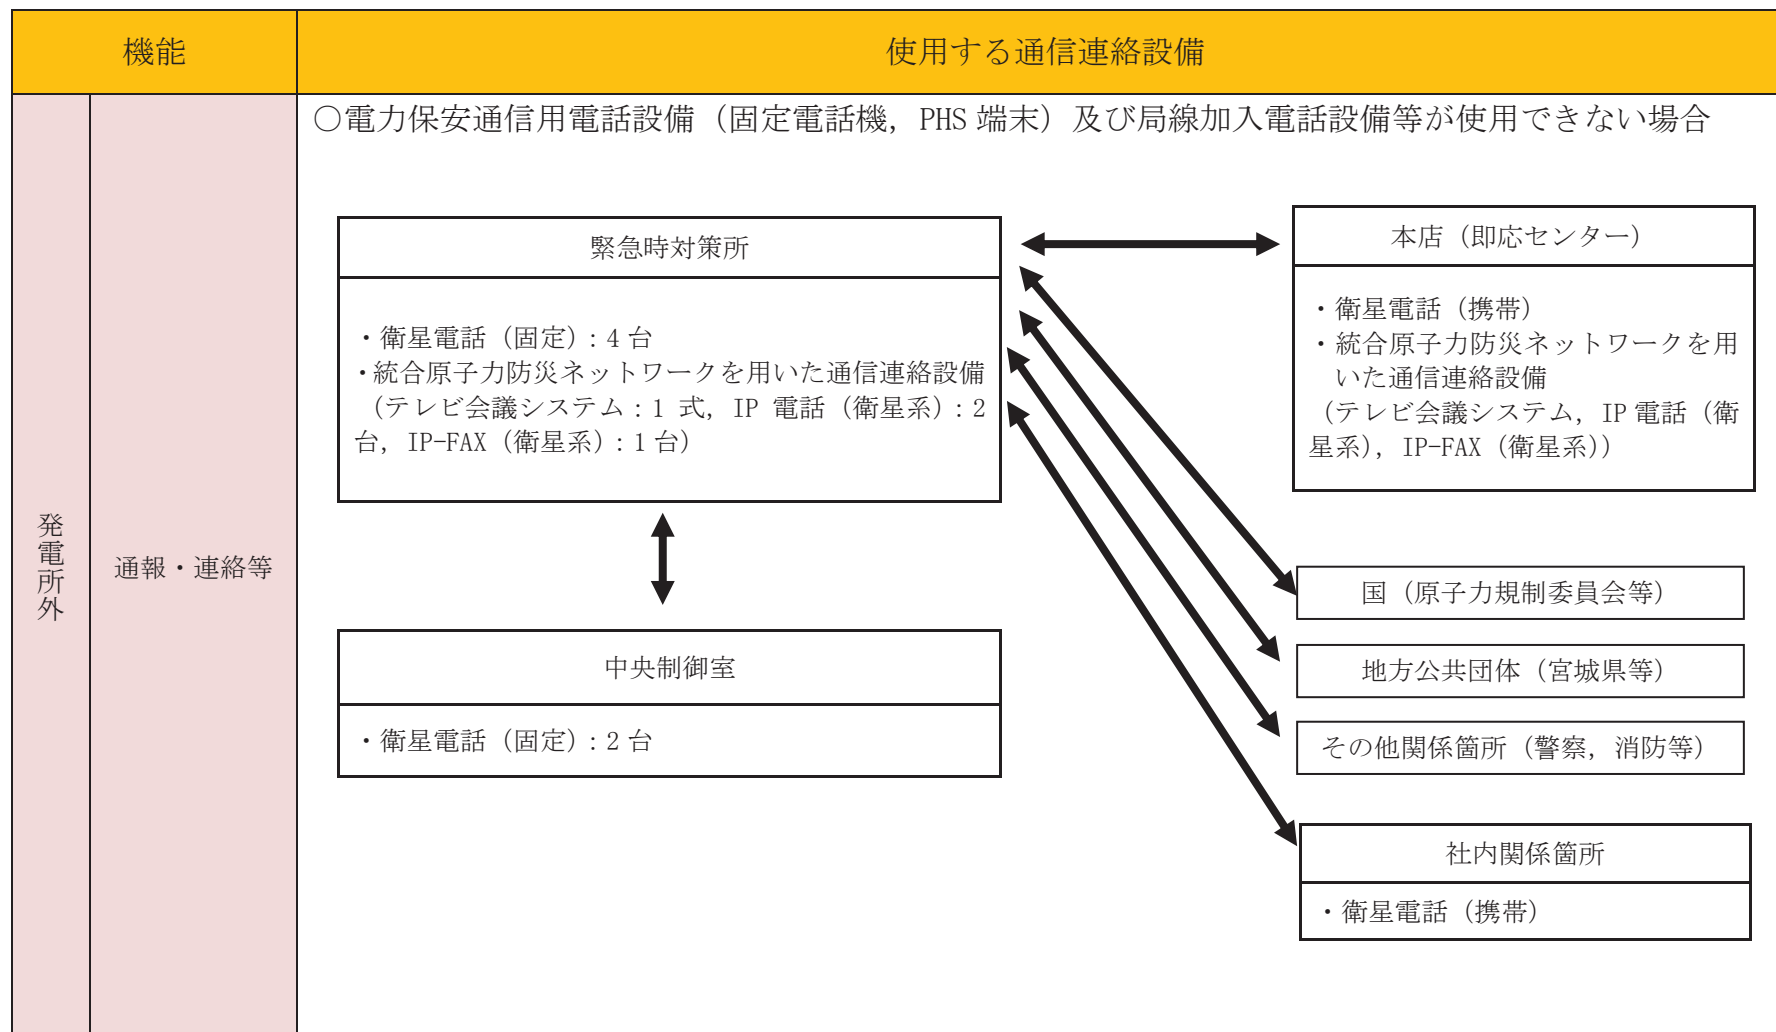 機能
使用する通信連絡設備
発電所外
通報・連絡等
○電力保安通信用電話設備（固定電話機，PHS 端末）及び局線加入電話設備等が使用できない場合
緊急時対策所
・衛星電話（固定）：4 台
・統合原子力防災ネットワークを用いた通信連絡設備
（テレビ会議システム：1 式，IP 電話（衛星系）：2
台，IP-FAX（衛星系）：1 台）
中央制御室
・衛星電話（固定）：2 台
本店（即応センター）
・衛星電話（携帯）
・統合原子力防災ネットワークを用
いた通信連絡設備
（テレビ会議システム，IP 電話（衛
星系），IP-FAX（衛星系））
国（原子力規制委員会等）
地方公共団体（宮城県等）
その他関係箇所（警察，消防等）
社内関係箇所
・衛星電話（携帯）